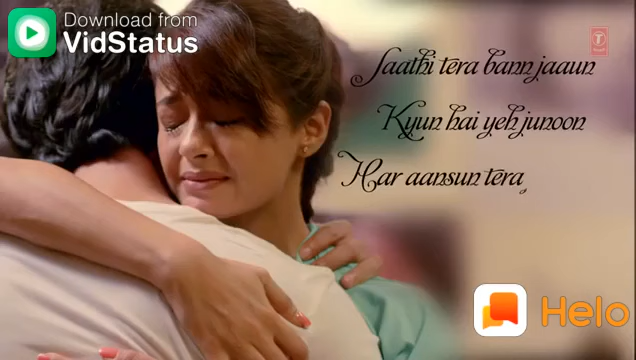 Download from
VidStatus
Saathi tera bann jaaun
Kyun hai yeh junoon
Har aansun tera,
Helo